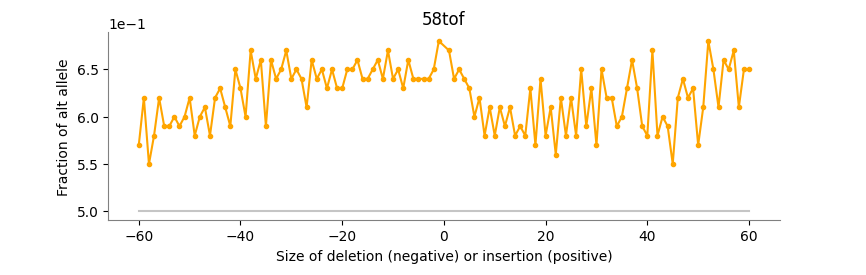 58tof
1e−1
Fraction of alt allele
6.5
6.0
5.5
5.0
−60 −40 −20 0 20 40 60
Size of deletion (negative) or insertion (positive)